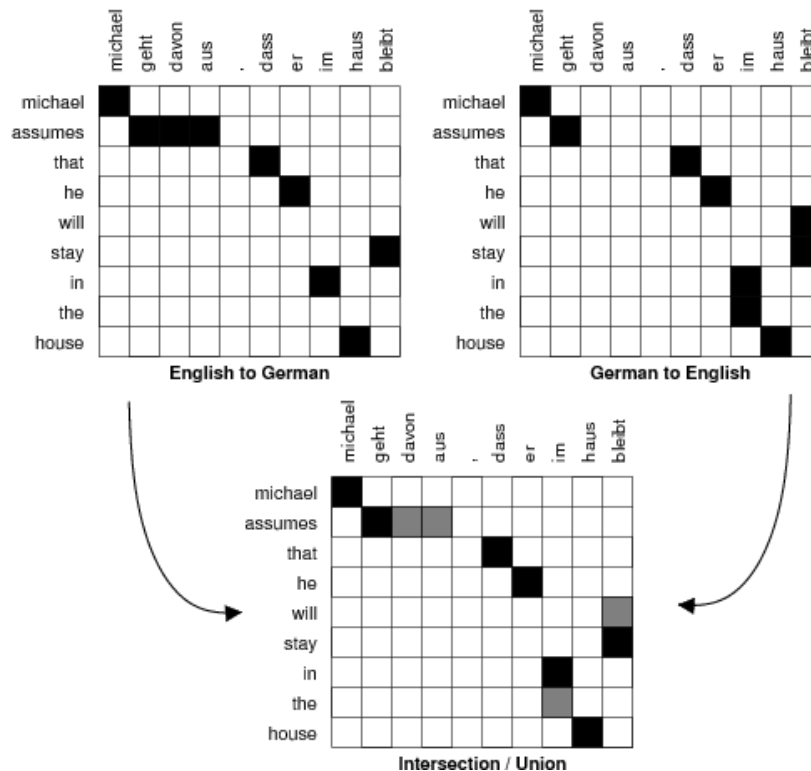 michael geht davon aus , dass er im haus bleibt
michael
assumes
that
he
will
stay
in
the
house
English to German
michael geht davon aus , dass er im haus bleibt
michael
assumes
that
he
will
stay
in
the
house
German to English
michael geht davon aus , dass er im haus bleibt
michael
assumes
that
he
will
stay
in
the
house
Intersection / Union